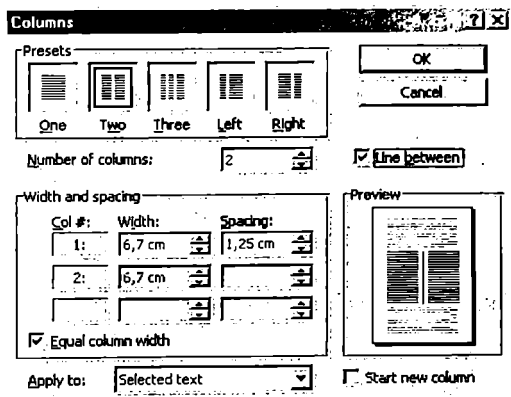 Columns
Presets
OK
Cancel
One Two Three Left Right
Number of columns: 2
Line between
Width and spacing
Preview
Col #: Width: Spacing:
1: 6,7 cm 1,25 cm
2: 6,7 cm
Equal column width
Apply to: Selected text
Start new column